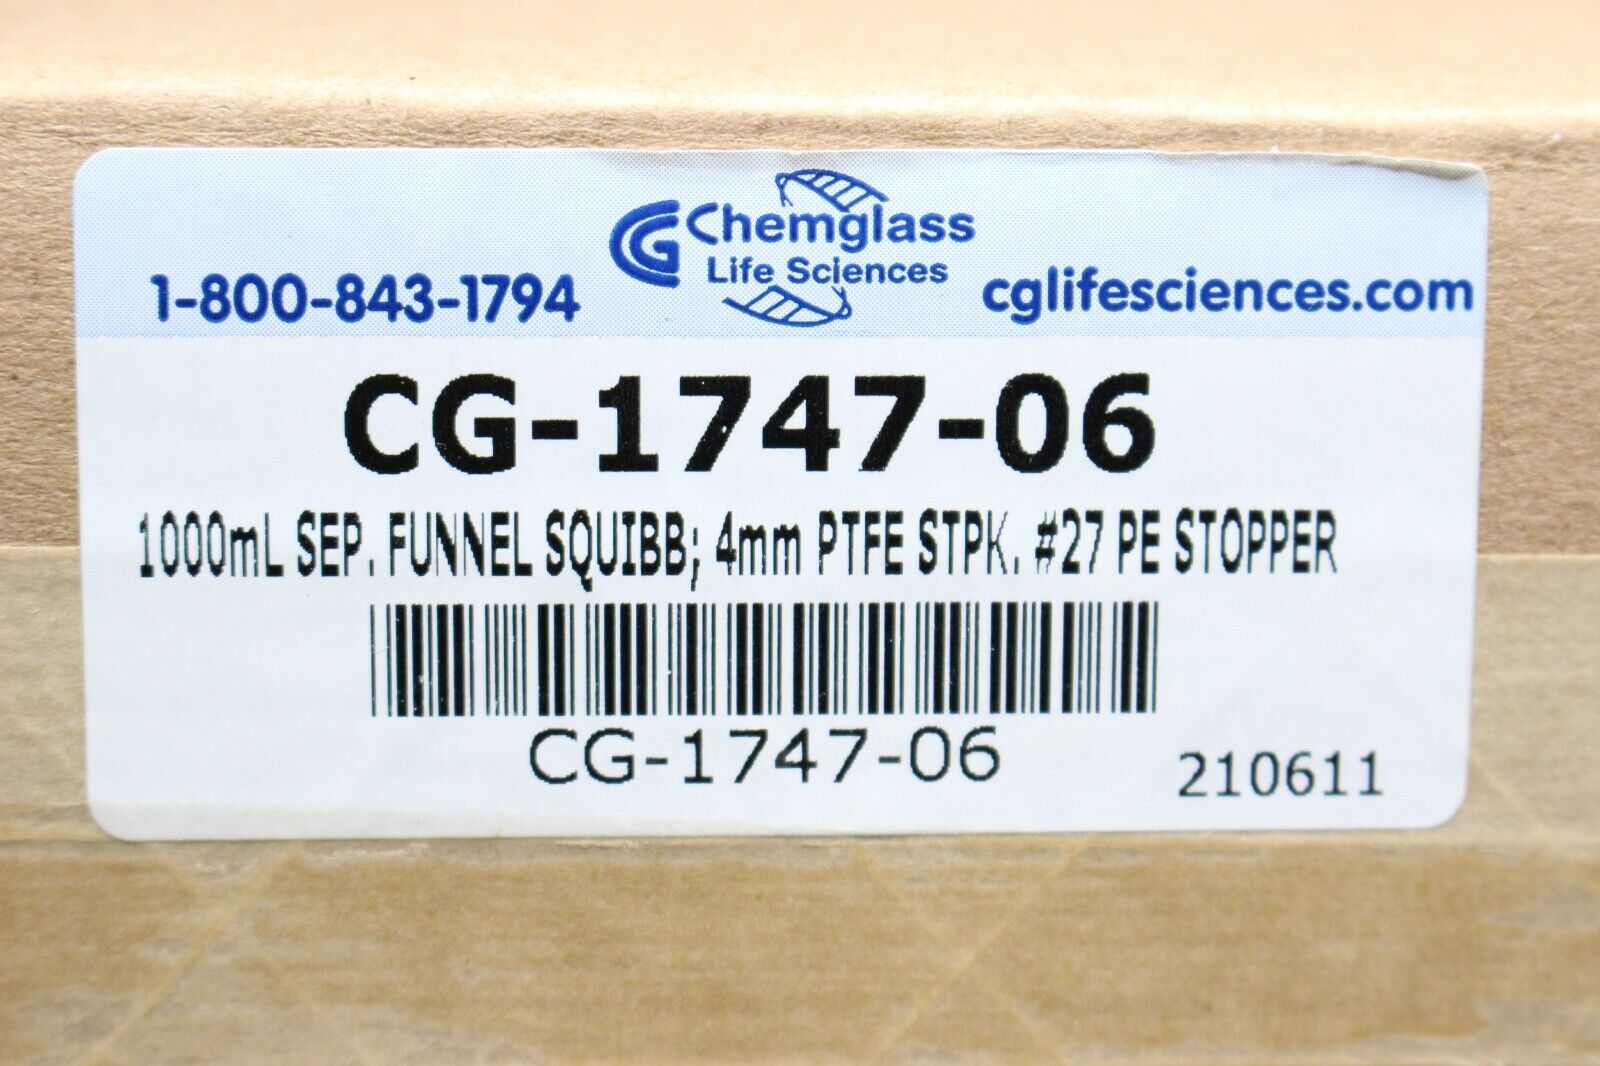 CG Chemglass
Life Sciences
1-800-843-1794
cglifesciences.com
CG-1747-06
1000mL SEP. FUNNEL SQUIBB; 4mm PTFE STPK. #27 PE STOPPER
CG-1747-06
210611